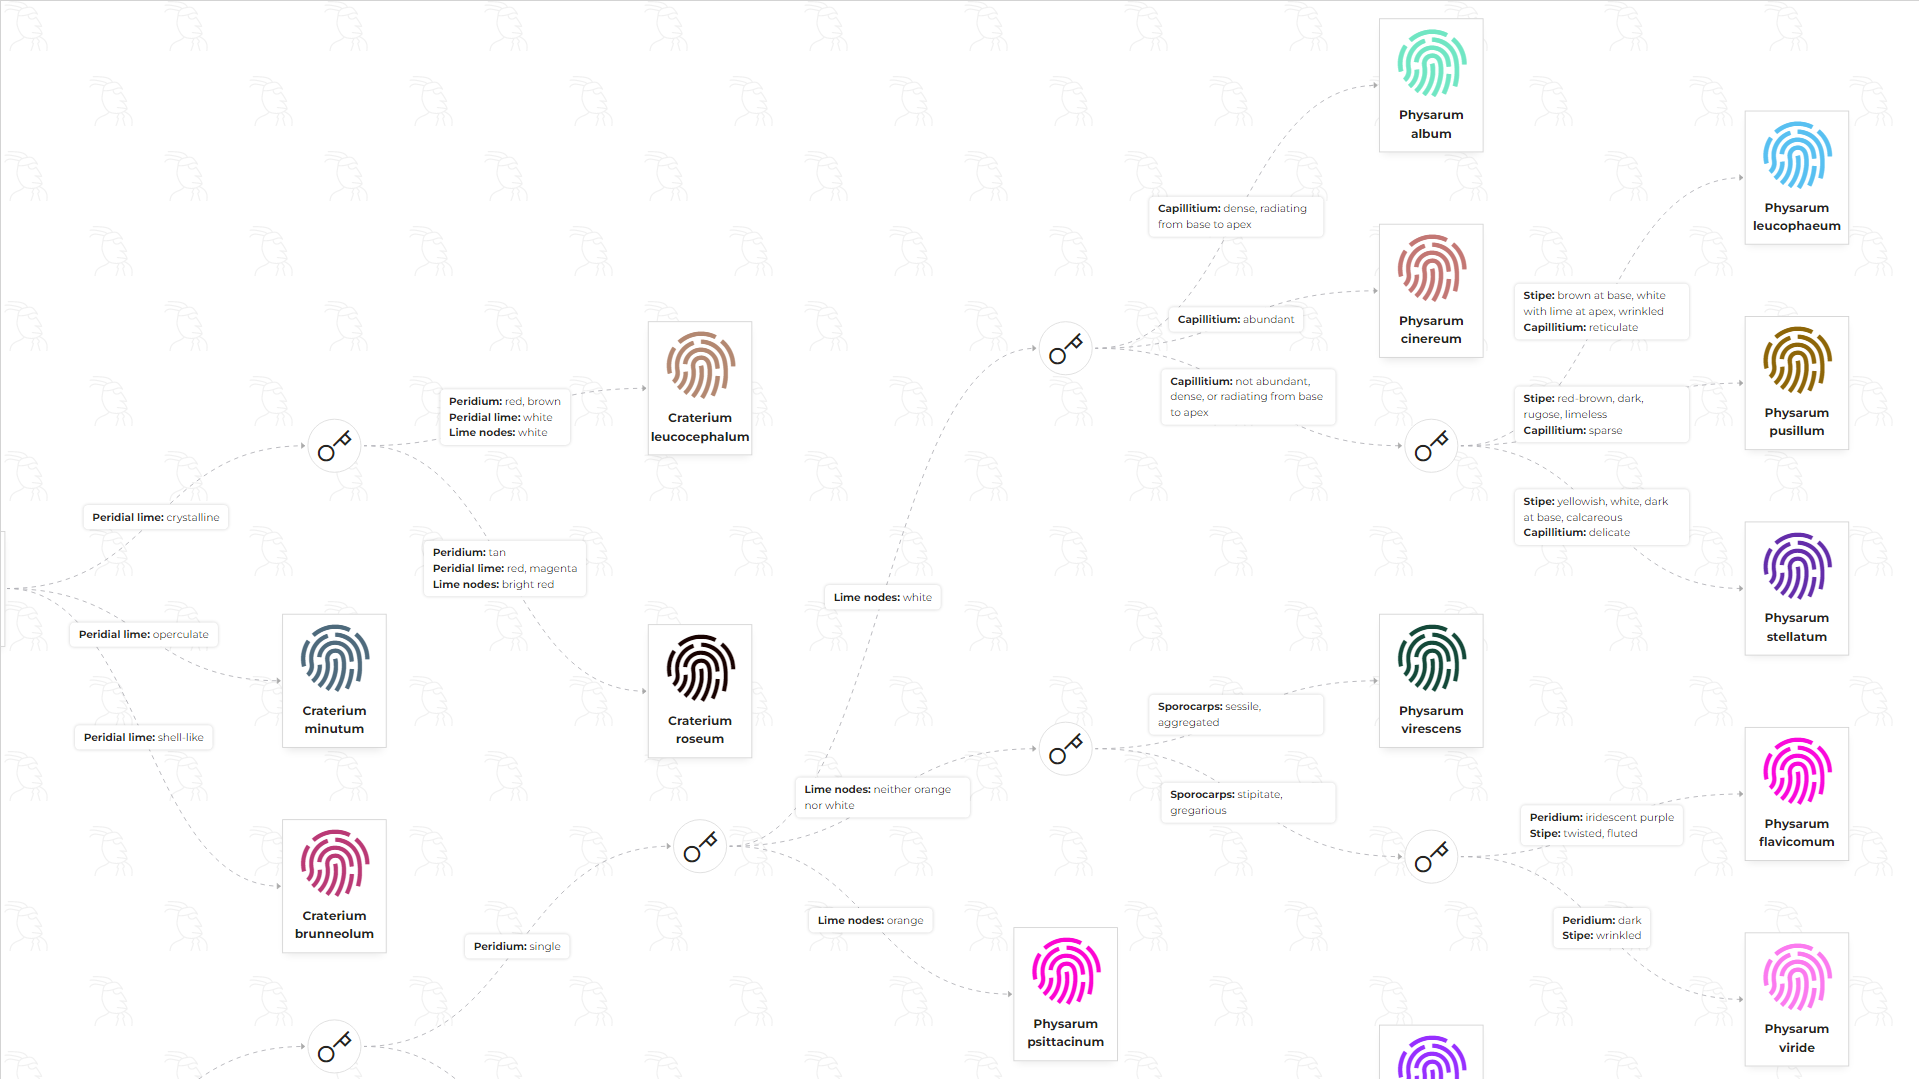 Physarum
album
Physarum
leucophaeum
Capillitium: dense, radiating
from base to apex
Physarum
cinereum
Capillitium: abundant
Stipe: brown at base, white
with lime at apex, wrinkled
Capillitium: reticulate
Physarum
pusillum
Capillitium: not abundant,
dense, or radiating from base
to apex
Stipe: red-brown, dark,
rugose, limeless
Capillitium: sparse
Craterium
leucocephalum
Peridium: red, brown
Peridial lime: white
Lime nodes: white
Stipe: yellowish, white, dark
at base, calcareous
Capillitium: delicate
Peridial lime: crystalline
Peridium: tan
Peridial lime: red, magenta
Lime nodes: bright red
Lime nodes: white
Physarum
stellatum
Peridial lime: operculate
Craterium
minutum
Craterium
roseum
Physarum
virescens
Sporocarps: sessile,
aggregated
Peridial lime: shell-like
Lime nodes: neither orange
nor white
Sporocarps: stipitate,
gregarious
Peridium: iridescent purple
Stipe: twisted, fluted
Physarum
flavicomum
Craterium
brunneolum
Peridium: single
Lime nodes: orange
Peridium: dark
Stipe: wrinkled
Physarum
psittacinum
Physarum
viride